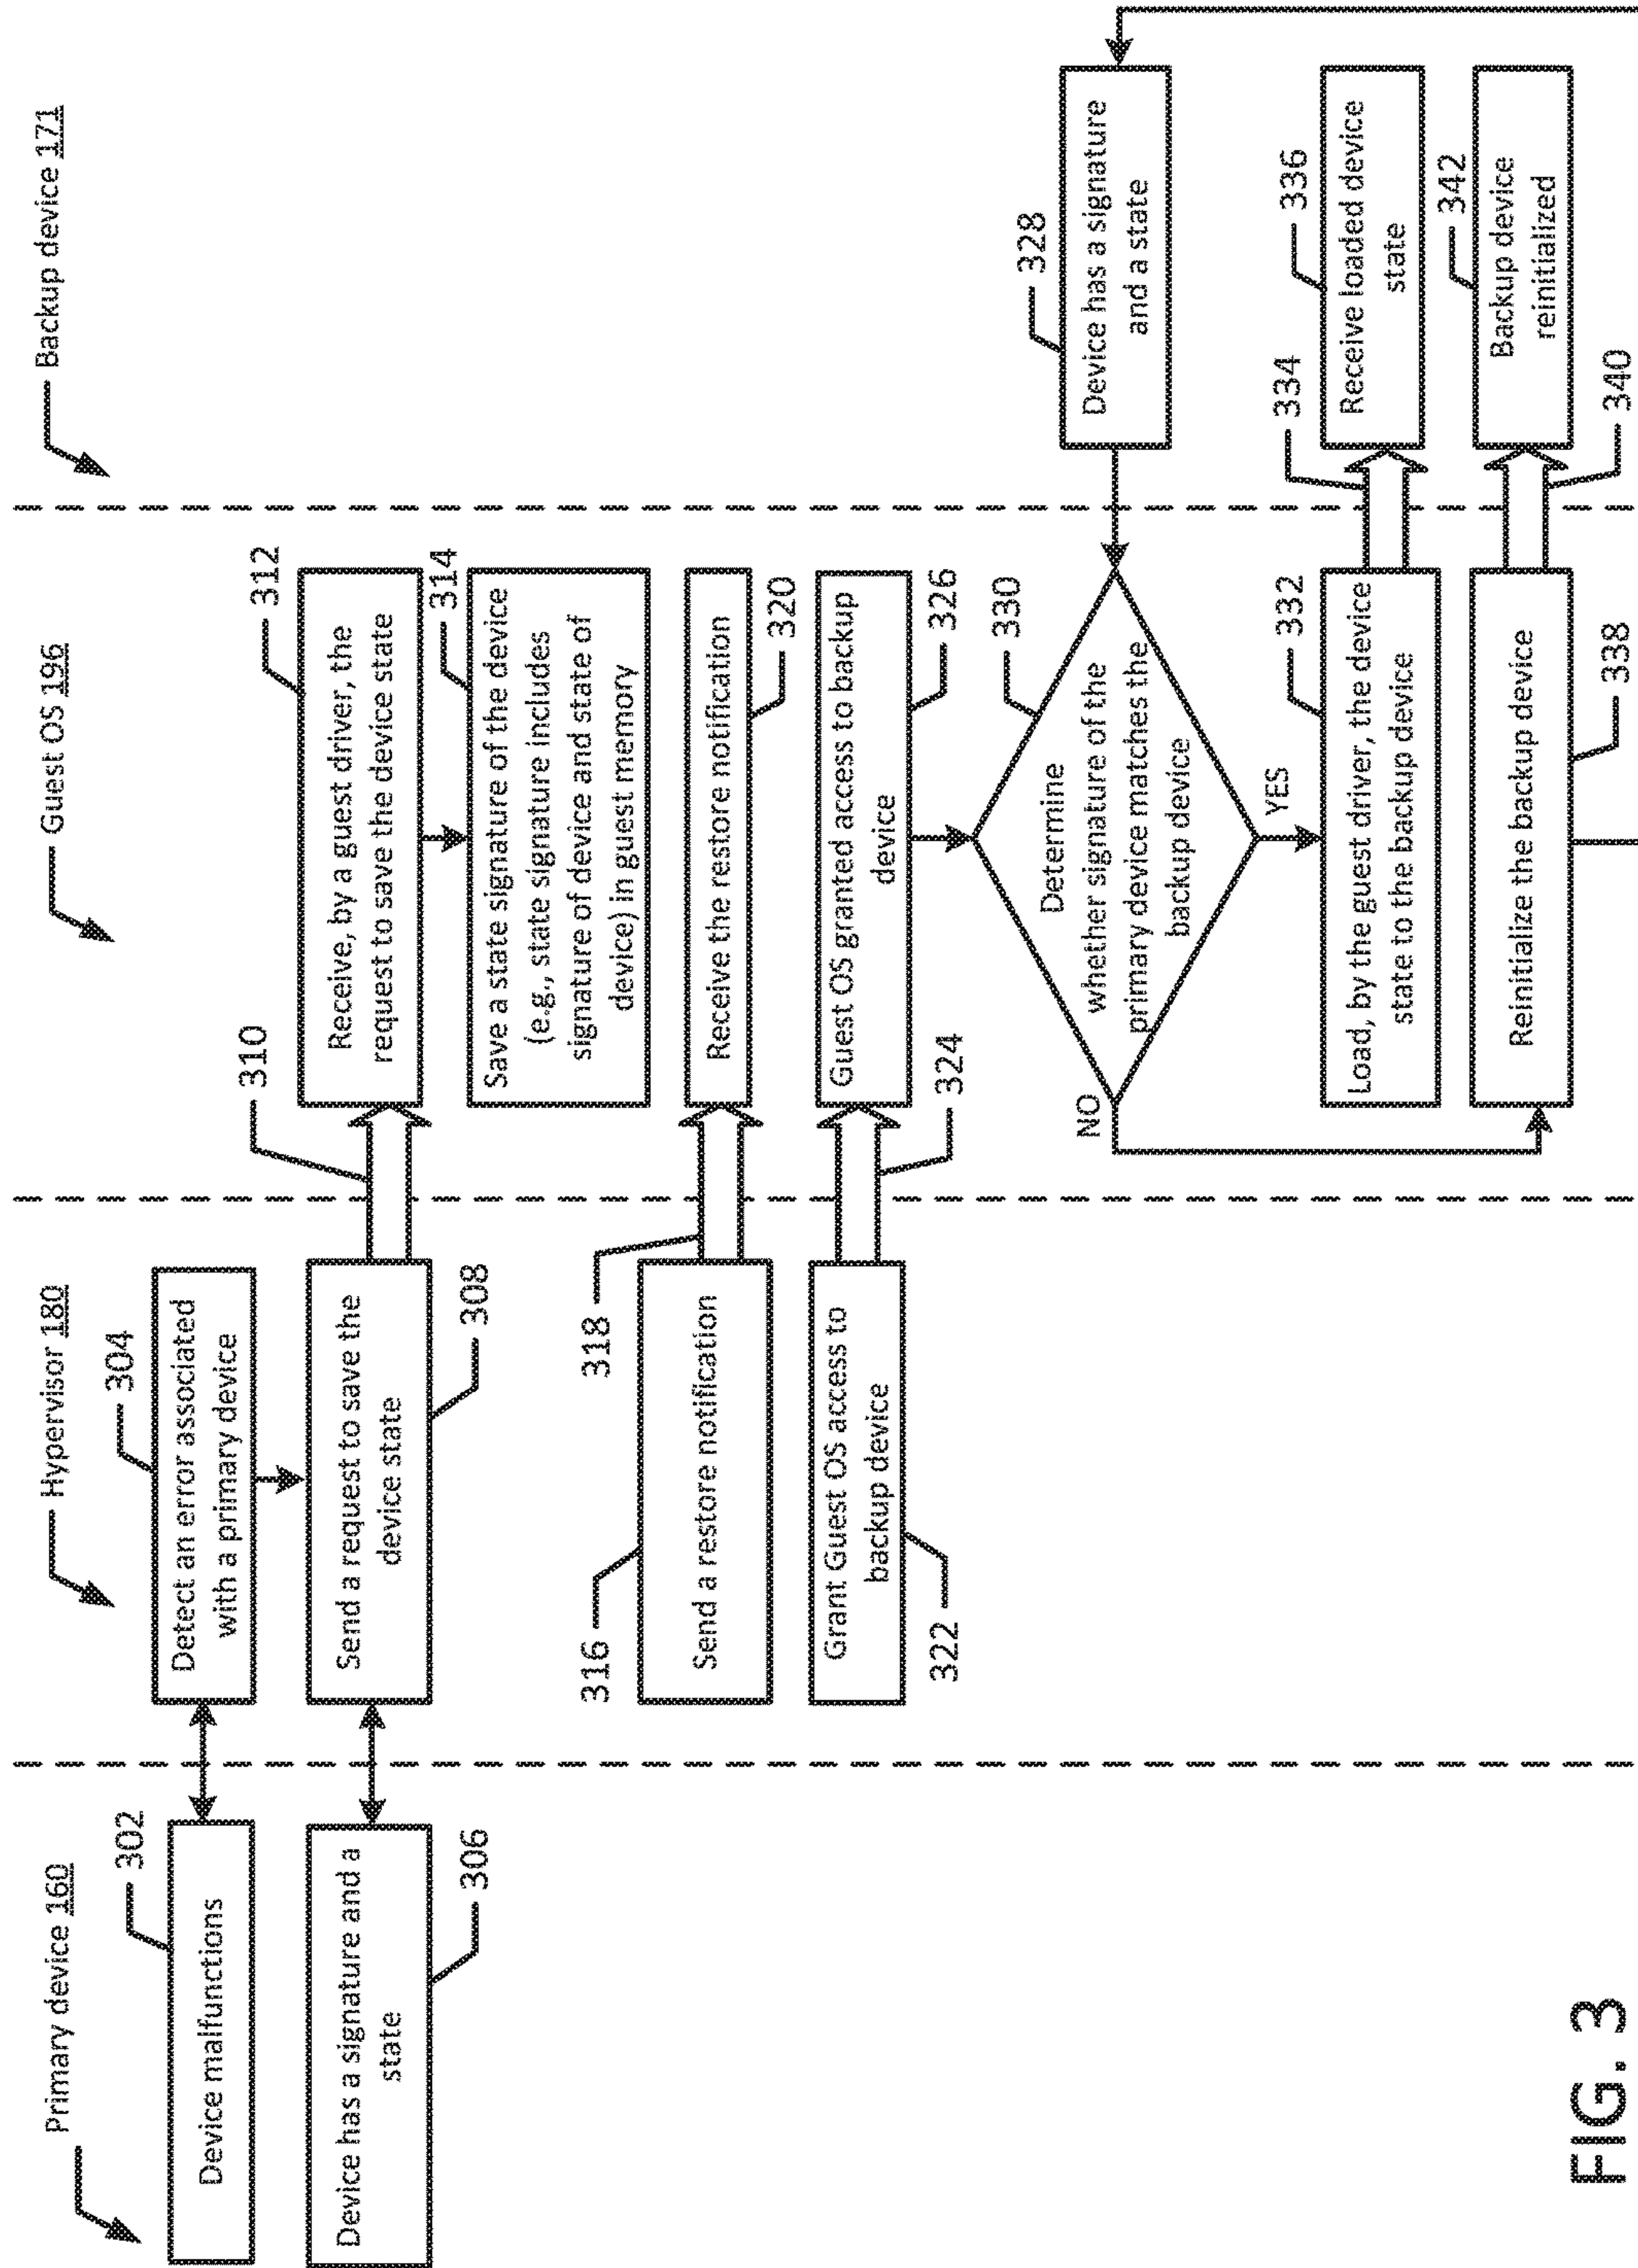 Primary device 160
Hypervisor 180
Guest OS 196
Backup device 171
302
Device malfunctions
304
Detect an error associated
with a primary device
Device has a signature and a
state
306
Send a request to save the
device state
308
310
312
Receive, by a guest driver, the
request to save the device state
314
Save a state signature of the device
(e.g., state signature includes
signature of device and state of
device) in guest memory
316
Send a restore notification
318
Receive the restore notification
320
Grant Guest OS access to
backup device
322
324
Guest OS granted access to backup
device
326
328
Device has a signature
and a state
330
Determine
whether signature of the
primary device matches the
backup device
NO
YES
332
Load, by the guest driver, the device
state to the backup device
334
336
Receive loaded device
state
Reinitialize the backup device
338
340
342
Backup device
reinitialized
FIG. 3